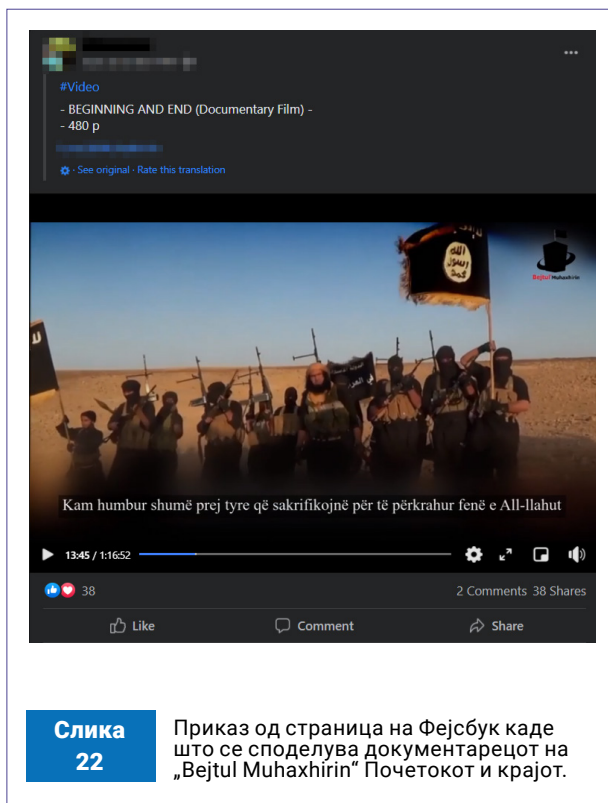 #Video
- BEGINNING AND END (Documentary Film) -
- 480 p
· See original · Rate this translation
الله
رسول
محمد
Bejtul Muhaxhirin
Kam humbur shumë prej tyre që sakrifikojnë për të përkrahur fenë e All-llahut
13:45 / 1:16:52
38
2 Comments 38 Shares
Like
Comment
Share
Слика
22
Приказ од страница на Фејсбук каде
што се споделува документарецот на
„Bejtul Muhaxhirin“ Почетокот и крајот.